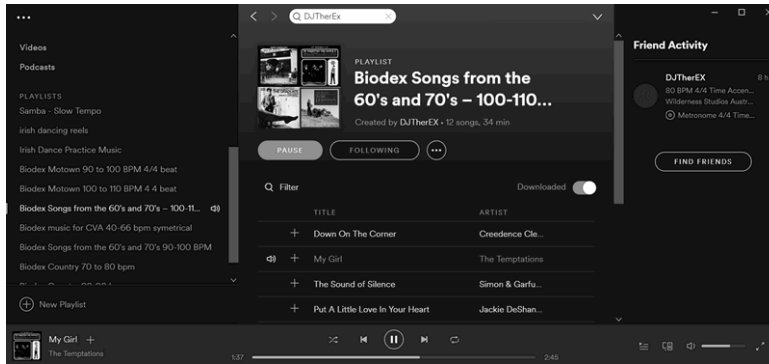 DJTherEx
Videos
Podcasts
PLAYLISTS
Samba - Slow Tempo
irish dancing reels
Irish Dance Practice Music
Biodex Motown 90 to 100 BPM 4/4 beat
Biodex Motown 100 to 110 BPM 4 4 beat
Biodex Songs from the 60's and 70's – 100-11...
Biodex music for CVA 40-66 bpm symetrical
Biodex Songs from the 60's and 70's 90-100 BPM
Biodex Country 70 to 80 bpm
New Playlist
PLAYLIST
Biodex Songs from the
60's and 70's – 100-110...
Created by DJTherEX • 12 songs, 34 min
PAUSE
FOLLOWING
Filter
Downloaded
TITLE
ARTIST
Down On The Corner
Creedence Cle...
My Girl
The Temptations
The Sound of Silence
Simon & Garfu...
Put A Little Love In Your Heart
Jackie DeShan...
Friend Activity
DJTherEX
8 h
80 BPM 4/4 Time Accen...
Wilderness Studios Austr...
Metronome 4/4 Time...
FIND FRIENDS
My Girl
The Temptations
1:37
2:45